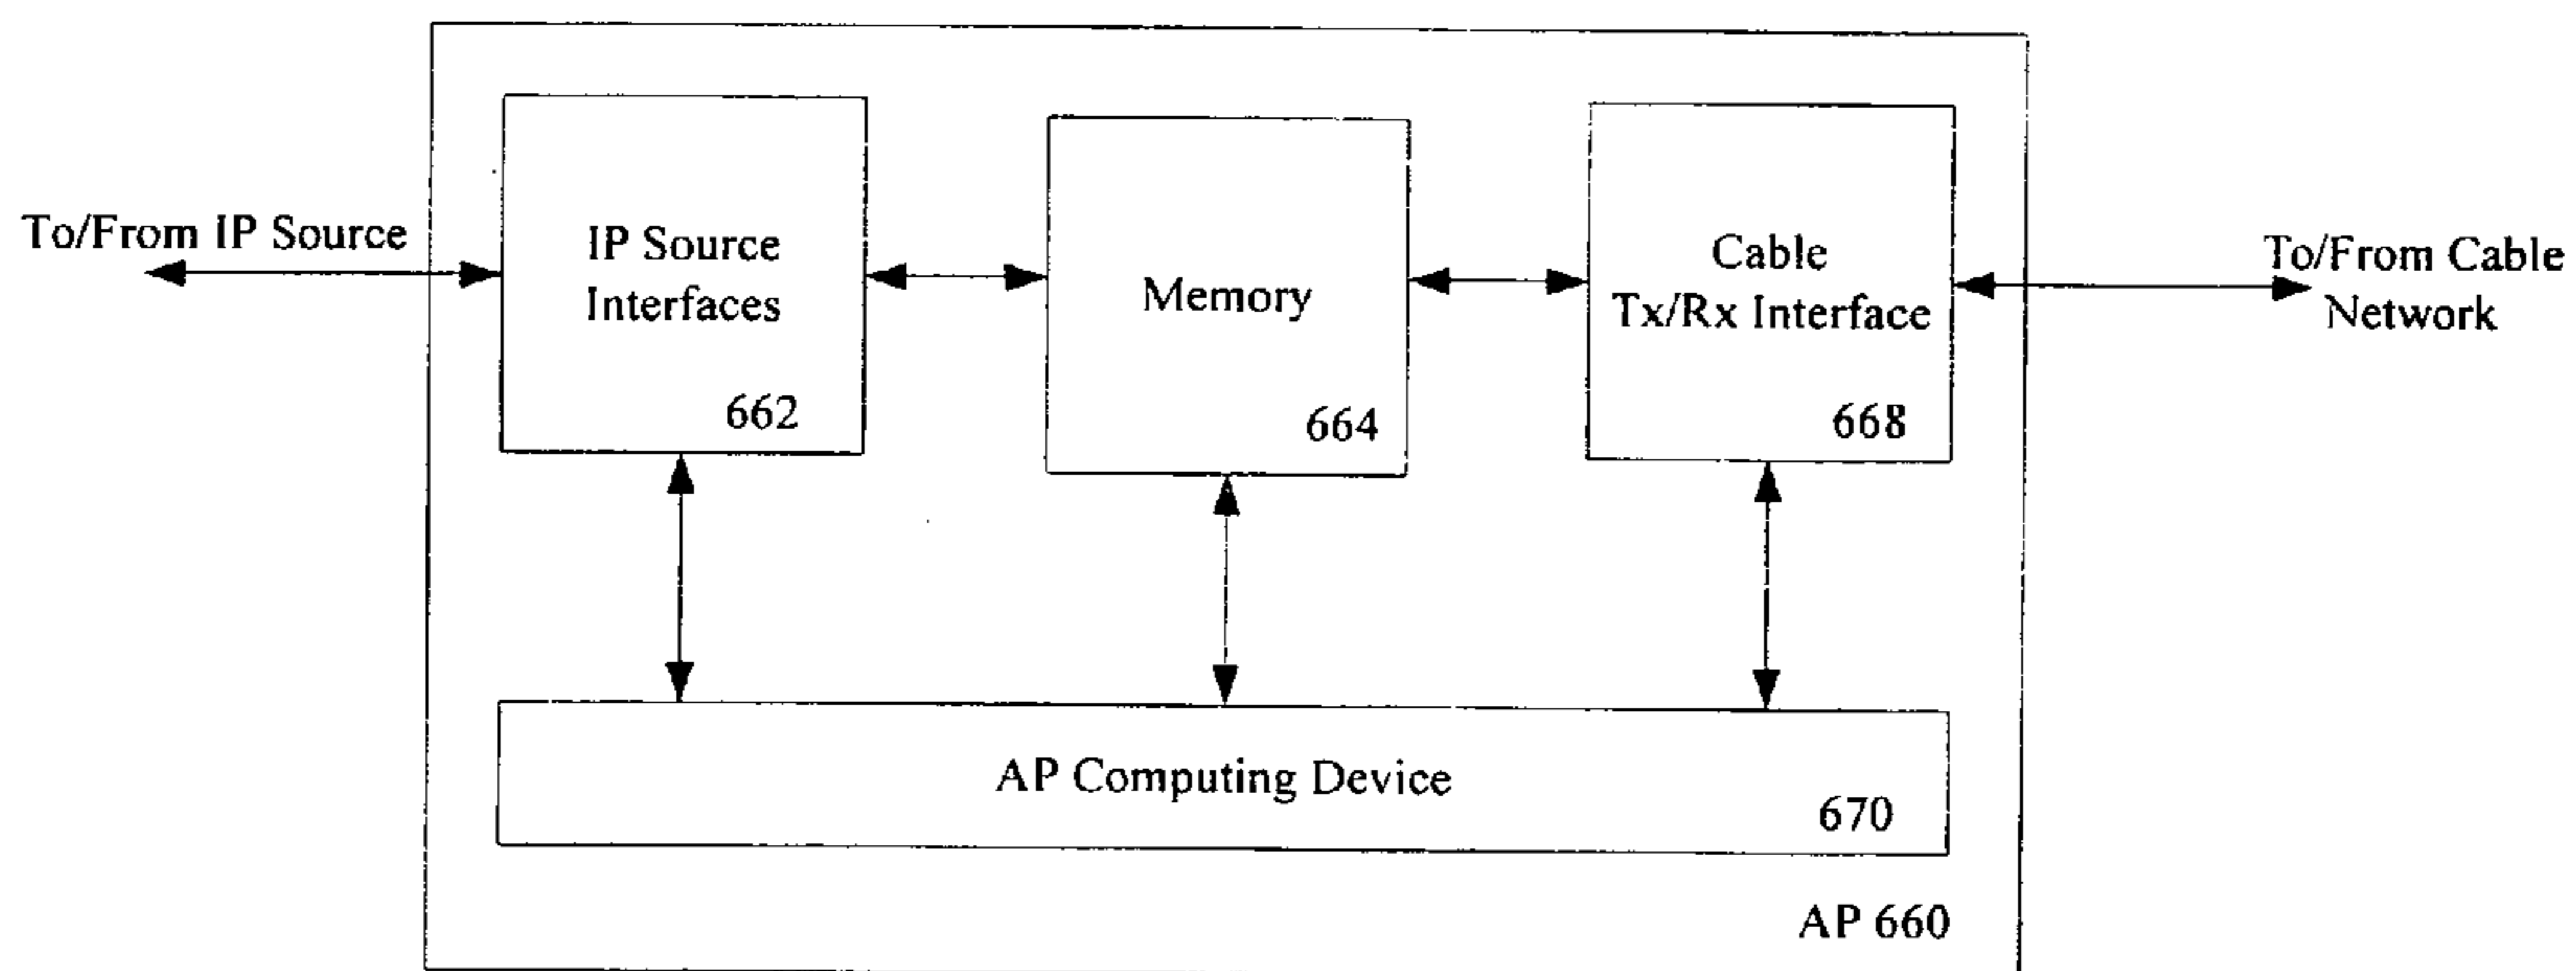 To/From IP Source
IP Source
Interfaces
662
Memory
664
Cable
Tx/Rx Interface
668
To/From Cable
Network
AP Computing Device
670
AP 660